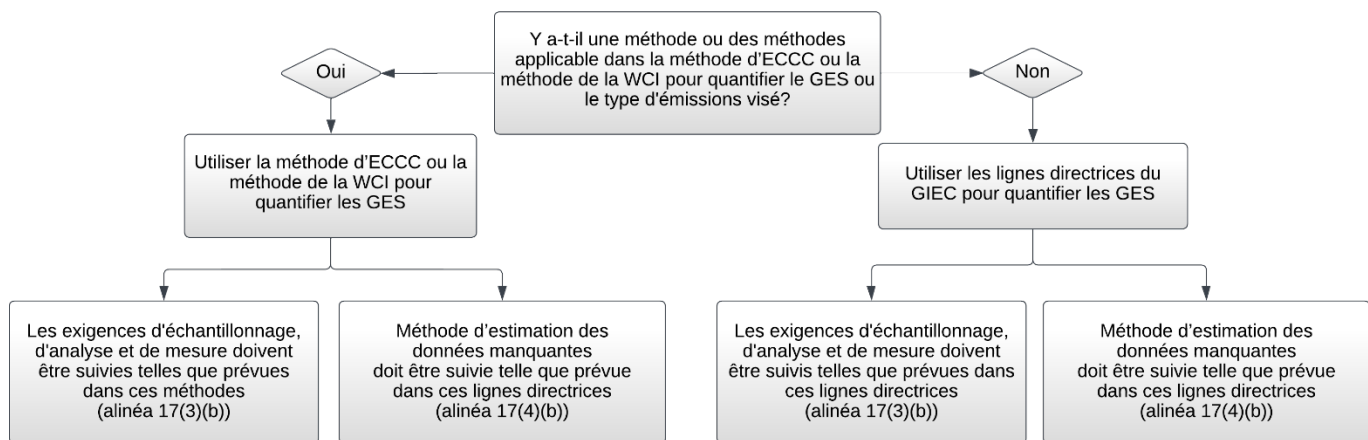 Y a-t-il une méthode ou des méthodes
applicable dans la méthode d’ECCC ou la
méthode de la WCI pour quantifier le GES ou
le type d'émissions visé?
Oui
Non
Utiliser la méthode d’ECCC ou la
méthode de la WCI pour
quantifier les GES
Utiliser les lignes directrices du
GIEC pour quantifier les GES
Les exigences d'échantillonnage,
d'analyse et de mesure doivent
être suivies telles que prévues
dans ces méthodes
(alinéa 17(3)(b))
Méthode d’estimation des
données manquantes
doit être suivie telle que prévue
dans ces lignes directrices
(alinéa 17(4)(b))
Les exigences d'échantillonnage,
d'analyse et de mesure doivent
être suivis telles que prévues dans
ces lignes directrices
(alinéa 17(3)(b))
Méthode d’estimation des
données manquantes
doit être suivie telle que prévue
dans ces lignes directrices
(alinéa 17(4)(b))